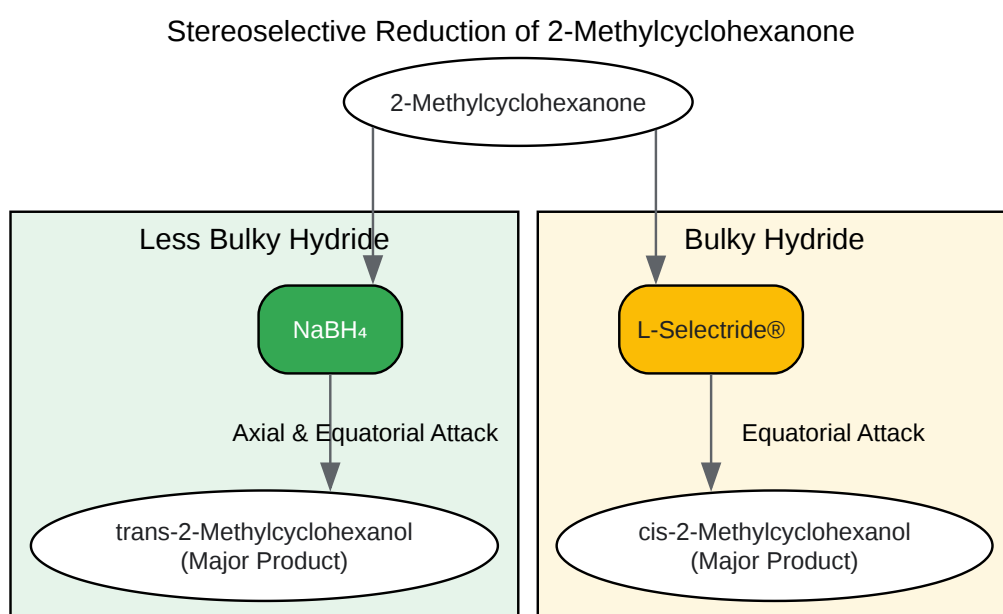 Stereoselective Reduction of 2-Methylcyclohexanone
2-Methylcyclohexanone
Less Bulky Hydride
NaBH₄
Axial & Equatorial Attack
trans-2-Methylcyclohexanol
(Major Product)
Bulky Hydride
L-Selectride®
Equatorial Attack
cis-2-Methylcyclohexanol
(Major Product)